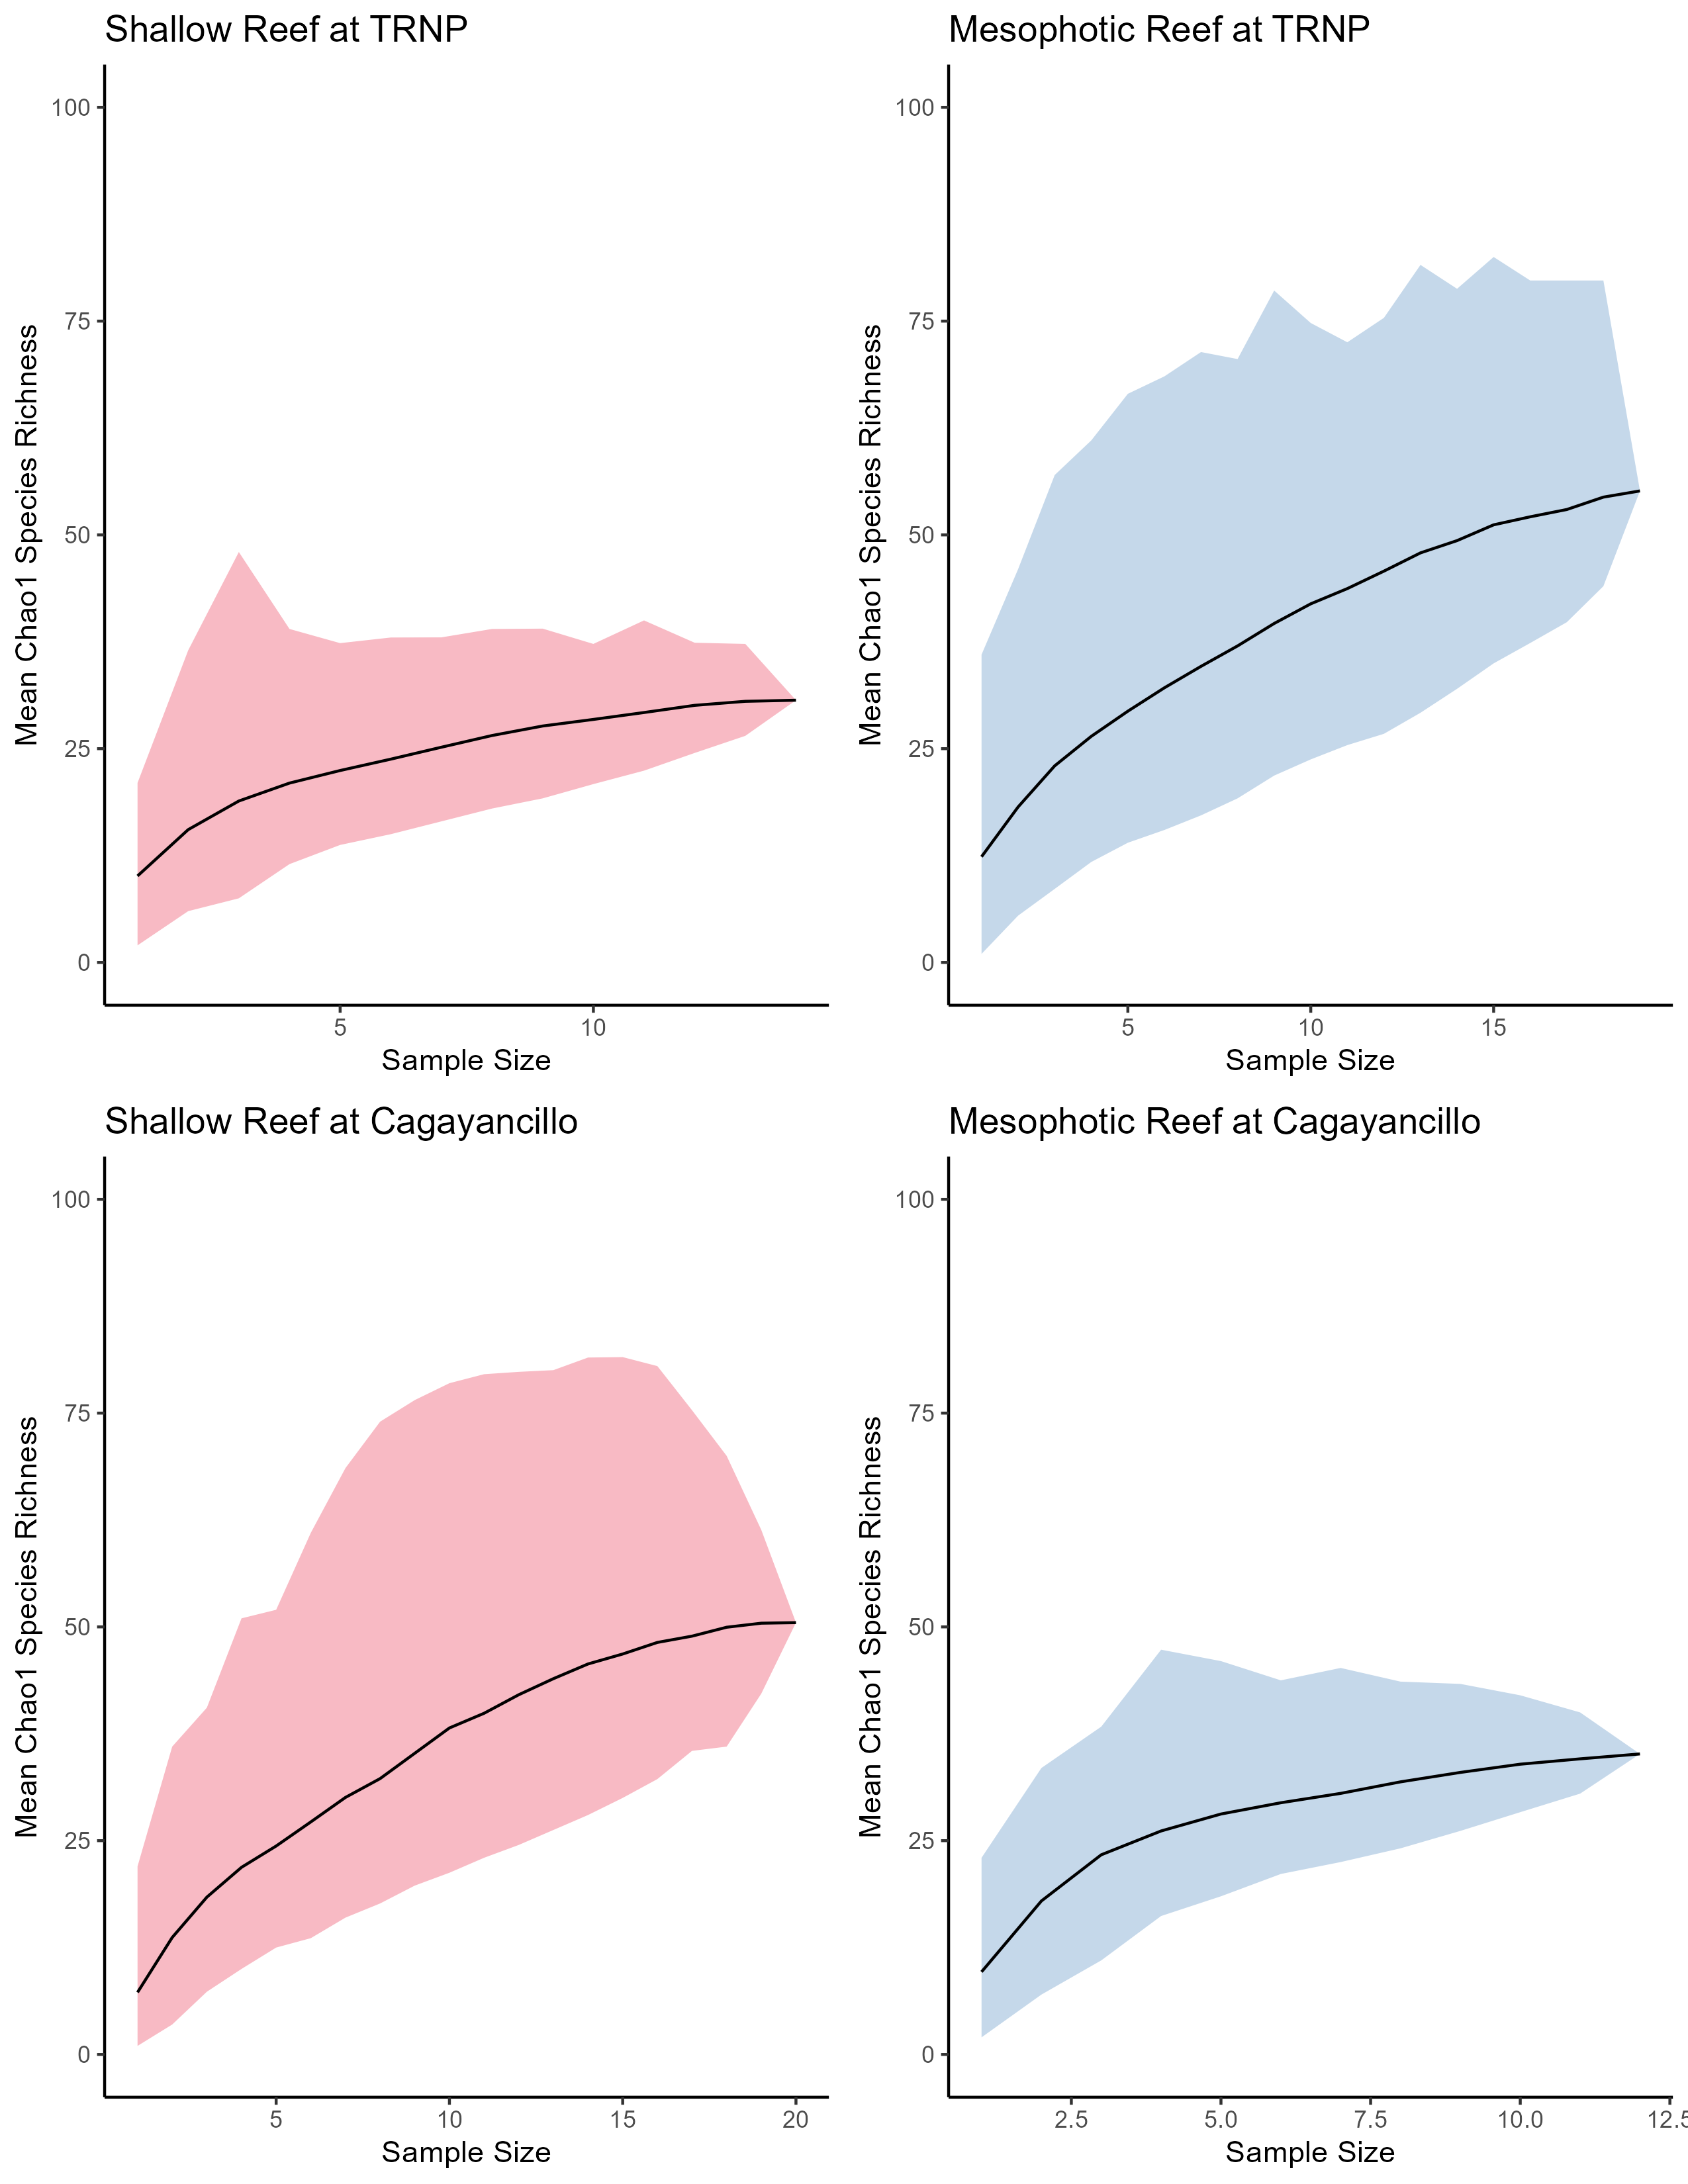 Shallow Reef at TRNP
Mean Chao1 Species Richness
100
75
50
25
0
5
10
Sample Size
Mesophotic Reef at TRNP
Mean Chao1 Species Richness
100
75
50
25
0
5
10
15
Sample Size
Shallow Reef at Cagayancillo
Mean Chao1 Species Richness
100
75
50
25
0
5
10
15
20
Sample Size
Mesophotic Reef at Cagayancillo
Mean Chao1 Species Richness
100
75
50
25
0
2.5
5.0
7.5
10.0
12.5
Sample Size